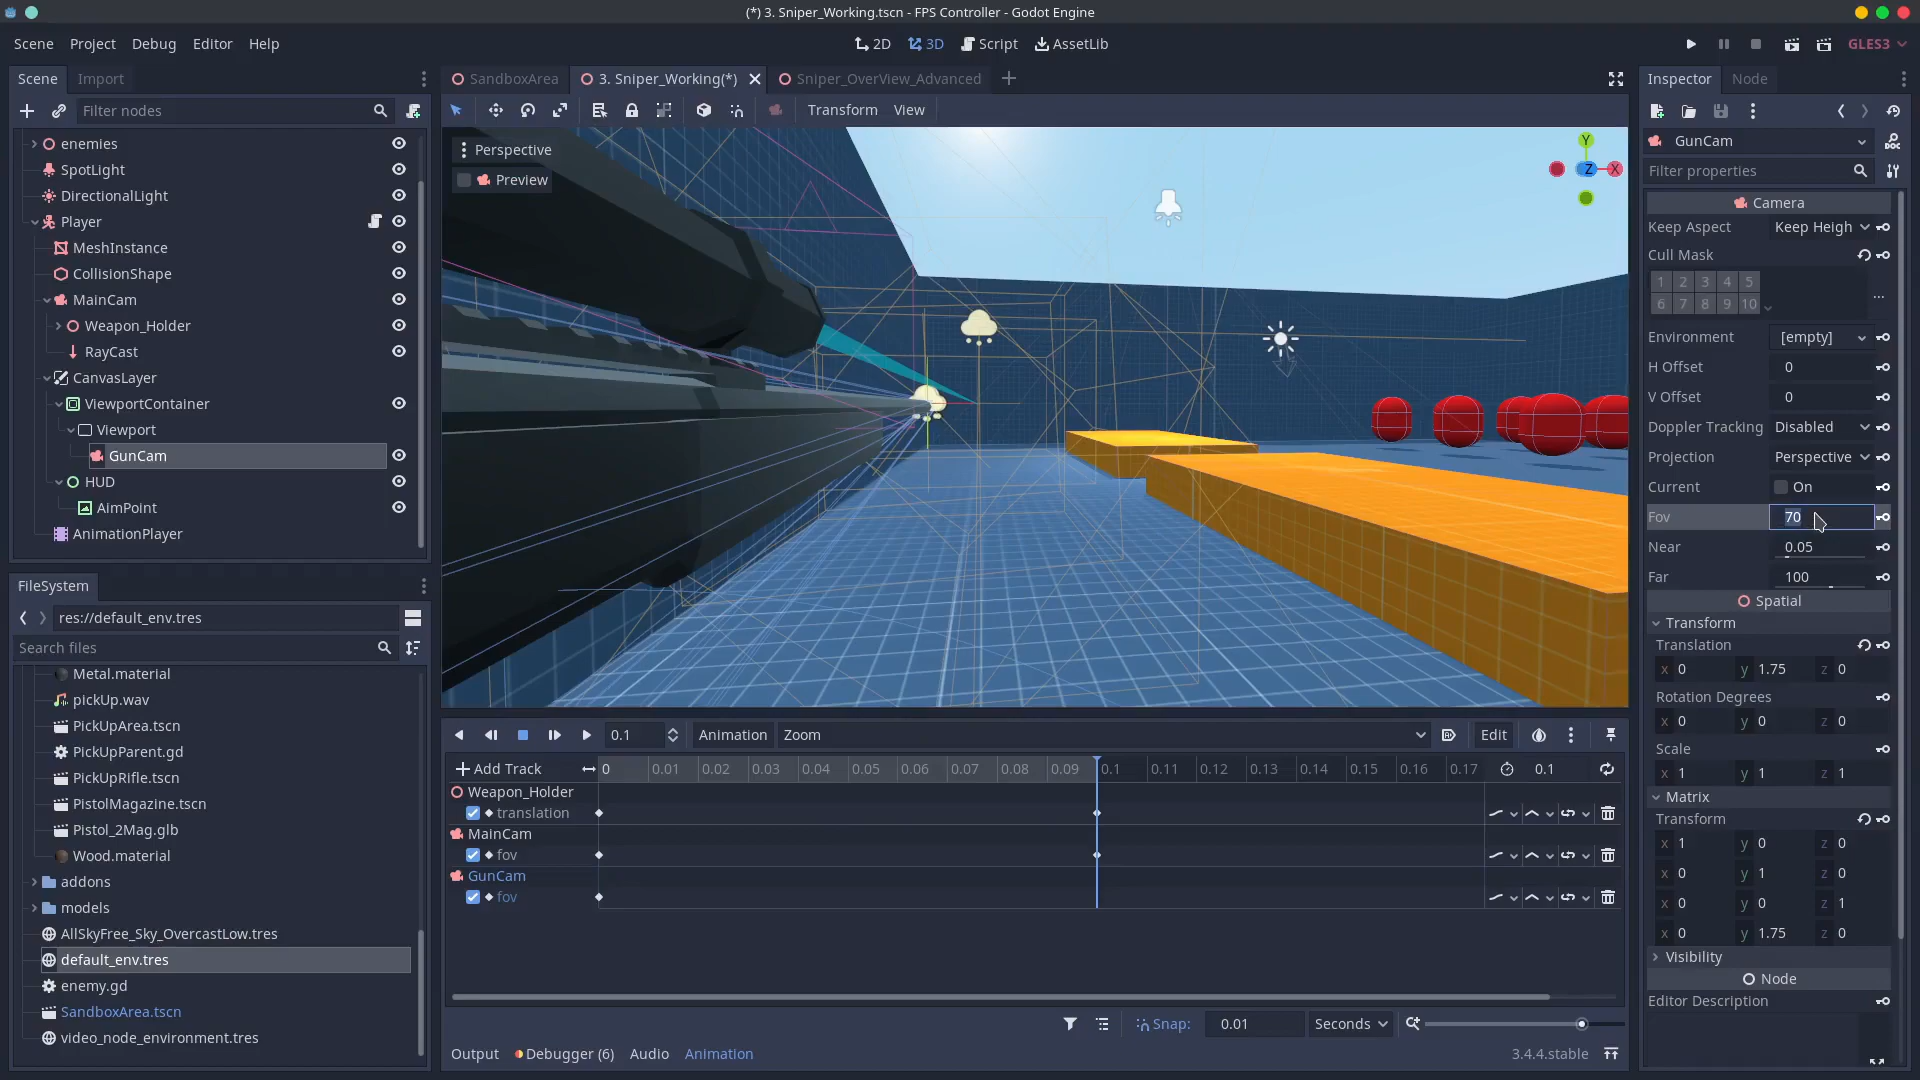 (*) 3. Sniper_Working.tscn - FPS Controller - Godot Engine
Scene Project Debug Editor Help
2D 3D Script AssetLib
GLES3
Scene Import
Filter nodes
enemies
SpotLight
DirectionalLight
Player
MeshInstance
CollisionShape
MainCam
Weapon_Holder
RayCast
CanvasLayer
ViewportContainer
Viewport
GunCam
HUD
AimPoint
AnimationPlayer
FileSystem
res://default_env.tres
Search files
Metal.material
pickUp.wav
PickUpArea.tscn
PickUpParent.gd
PickUpRifle.tscn
PistolMagazine.tscn
Pistol_2Mag.glb
Wood.material
addons
models
AllSkyFree_Sky_OvercastLow.tres
default_env.tres
enemy.gd
SandboxArea.tscn
video_node_environment.tres
SandboxArea 3. Sniper_Working(*) Sniper_OverView_Advanced
Transform View
Perspective
Preview
Y
Z X
0.1 Animation Zoom Edit
Add Track 0 0.01 0.02 0.03 0.04 0.05 0.06 0.07 0.08 0.09 0.1 0.11 0.12 0.13 0.14 0.15 0.16 0.17 0.1
Weapon_Holder
translation
MainCam
fov
GunCam
fov
Snap: 0.01 Seconds
Output Debugger (6) Audio Animation 3.4.4.stable
Inspector Node
GunCam
Filter properties
Camera
Keep Aspect Keep Heigh
Cull Mask
1 2 3 4 5
6 7 8 9 10
...
Environment [empty]
H Offset 0
V Offset 0
Doppler Tracking Disabled
Projection Perspective
Current On
Fov 70
Near 0.05
Far 100
Spatial
Transform
Translation
x 0 y 1.75 z 0
Rotation Degrees
x 0 y 0 z 0
Scale
x 1 y 1 z 1
Matrix
Transform
x 1 y 0 z 0
x 0 y 1 z 0
x 0 y 0 z 1
x 0 y 1.75 z 0
Visibility
Node
Editor Description